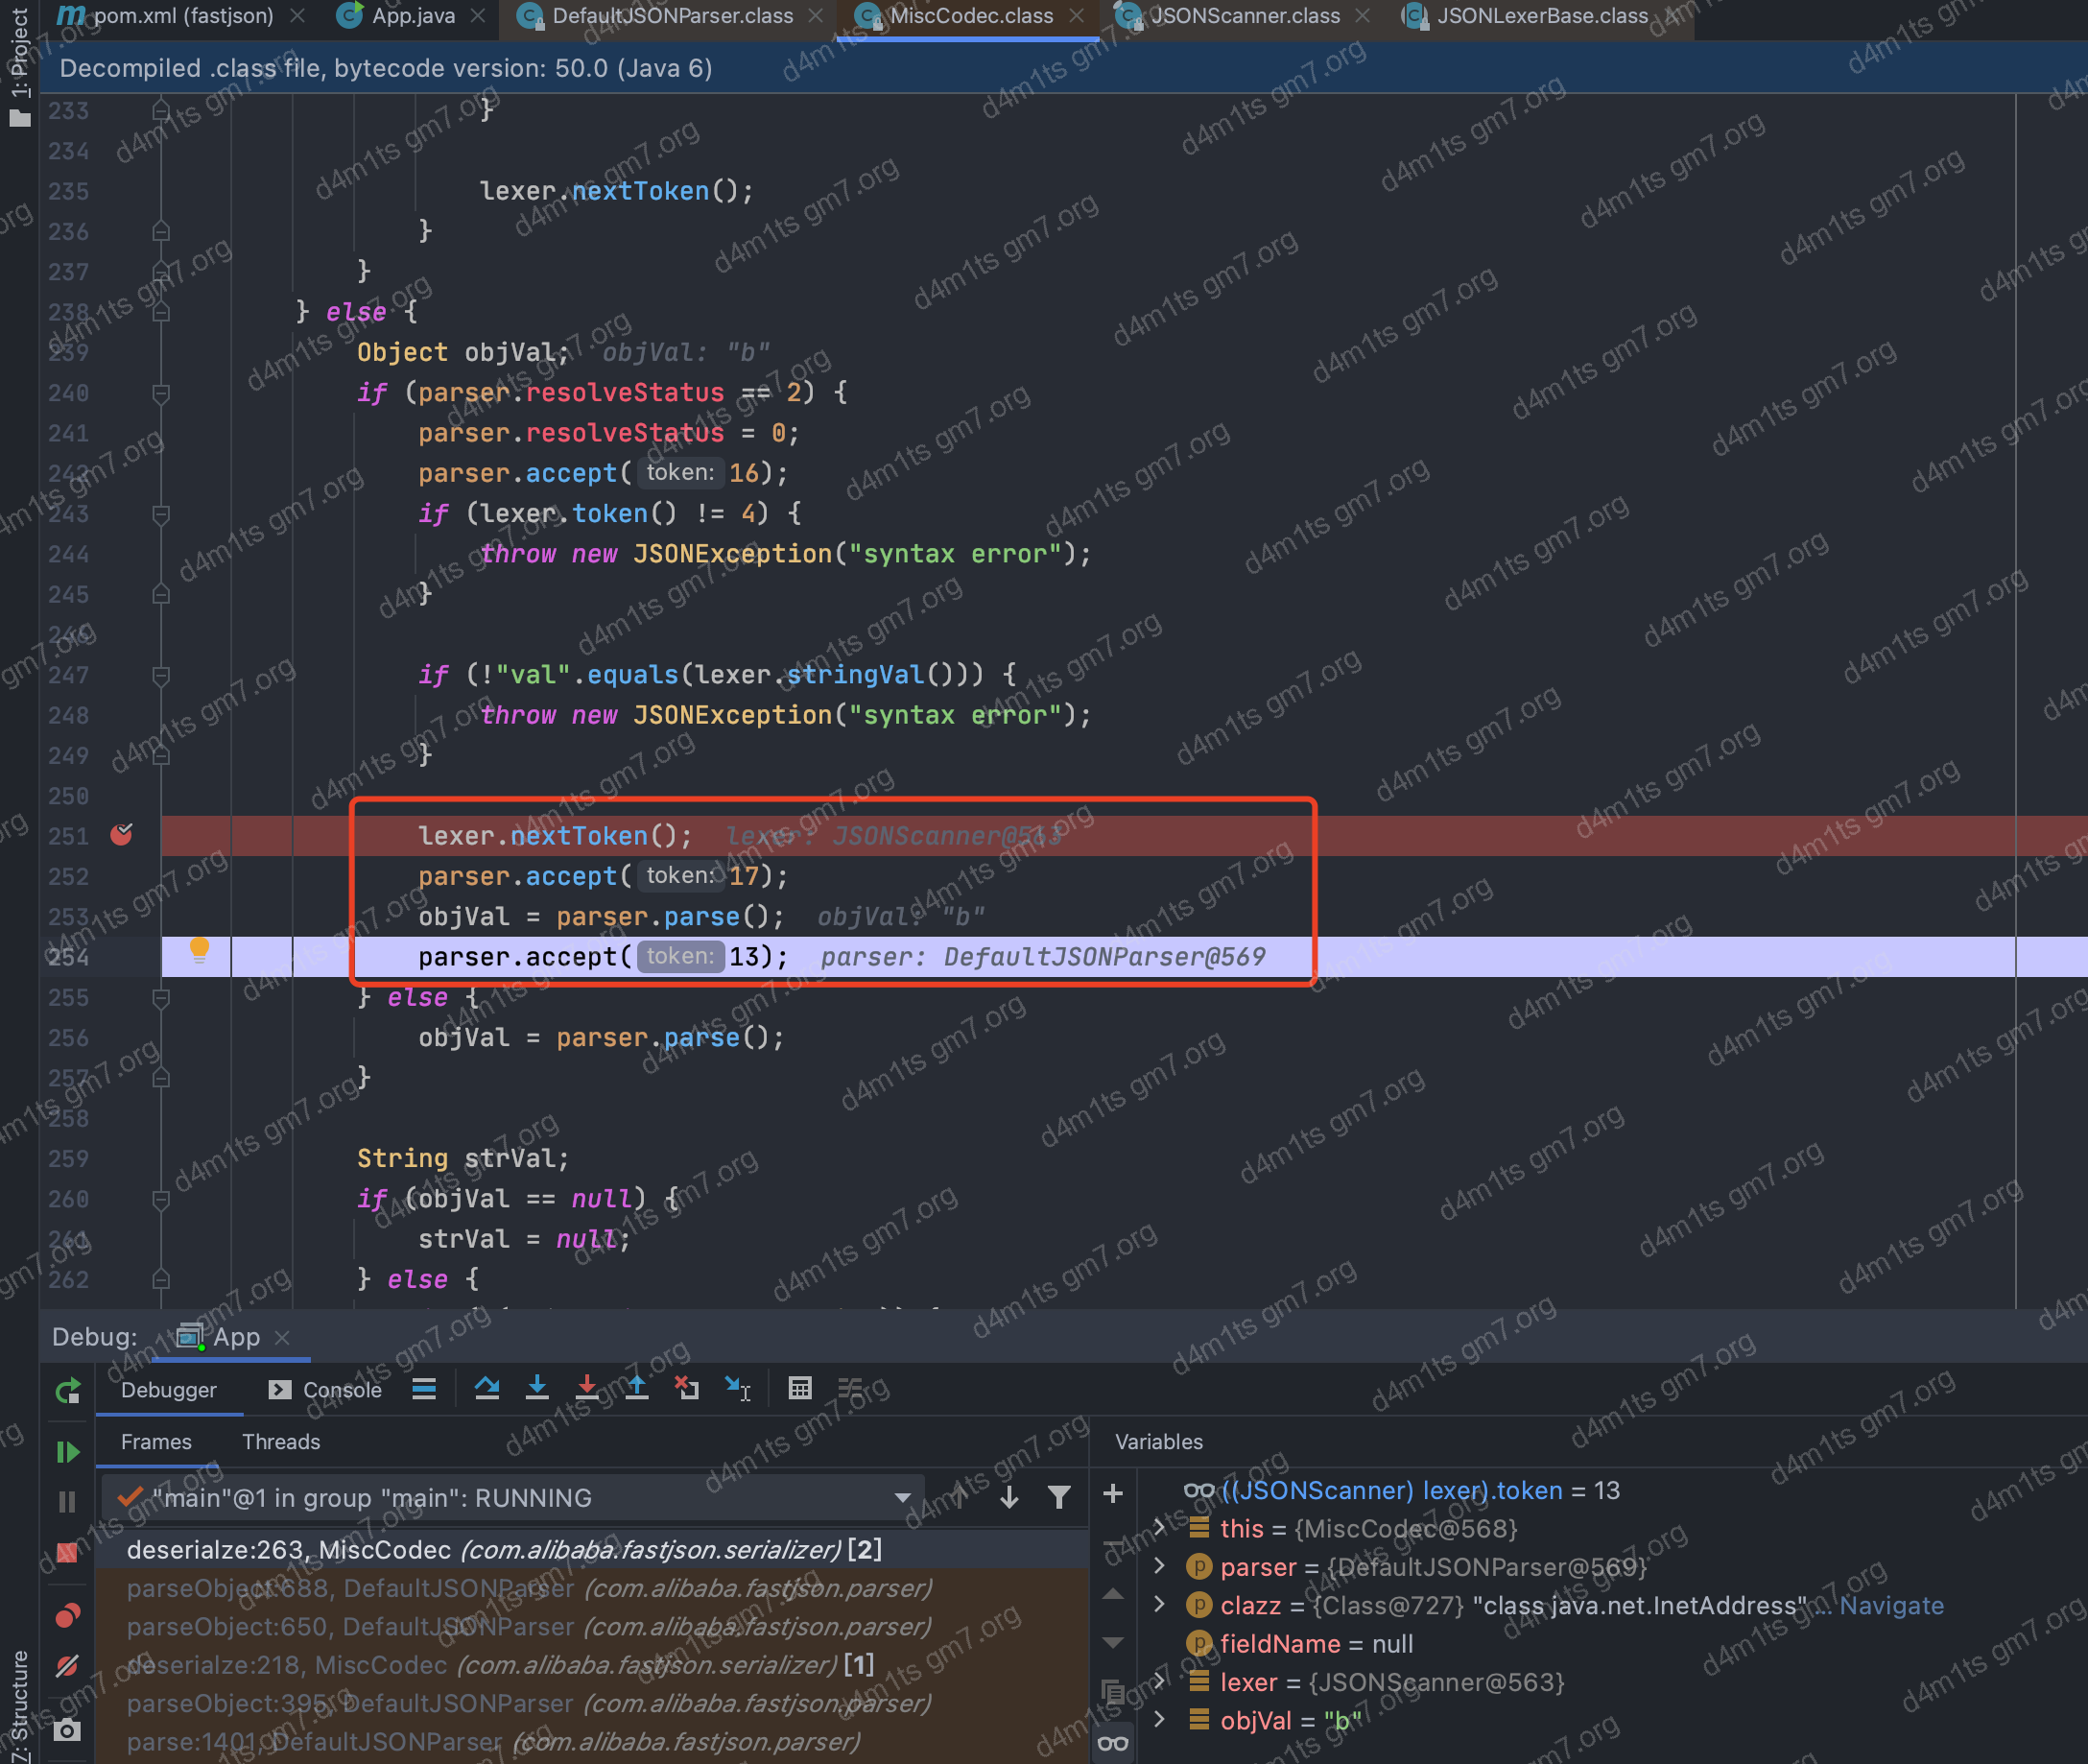 pom.xml (fastjson)
App.java
DefaultJSONParser.class
MiscCodec.class
JSONScanner.class
JSONLexerBase.class
1: Project
Decompiled .class file, bytecode version: 50.0 (Java 6)
233 }
234
235 lexer.nextToken();
236 }
237 }
238 } else {
239 Object objVal; objVal: "b"
240 if (parser.resolveStatus == 2) {
241 parser.resolveStatus = 0;
242 parser.accept( token: 16);
243 if (lexer.token() != 4) {
244 throw new JSONException("syntax error");
245 }
246
247 if (!"val".equals(lexer.stringVal())) {
248 throw new JSONException("syntax error");
249 }
250
251 lexer.nextToken(); lexer: JSONScanner@563
252 parser.accept( token: 17);
253 objVal = parser.parse(); objVal: "b"
254 parser.accept( token: 13); parser: DefaultJSONParser@569
255 } else {
256 objVal = parser.parse();
257 }
258
259 String strVal;
260 if (objVal == null) {
261 strVal = null;
262 } else {
Debug: App
Debugger Console
Frames Threads
Variables
"main"@1 in group "main": RUNNING
deserialze:263, MiscCodec (com.alibaba.fastjson.serializer) [2]
parseObject:688, DefaultJSONParser (com.alibaba.fastjson.parser)
parseObject:650, DefaultJSONParser (com.alibaba.fastjson.parser)
deserialze:218, MiscCodec (com.alibaba.fastjson.serializer) [1]
parseObject:395, DefaultJSONParser (com.alibaba.fastjson.parser)
parse:1401, DefaultJSONParser (com.alibaba.fastjson.parser)
((JSONScanner) lexer).token = 13
this = {MiscCodec@568}
parser = {DefaultJSONParser@569}
clazz = {Class@727} "class java.net.InetAddress" ... Navigate
fieldName = null
lexer = {JSONScanner@563}
objVal = "b"
7: Structure
d4m1ts gm7.org